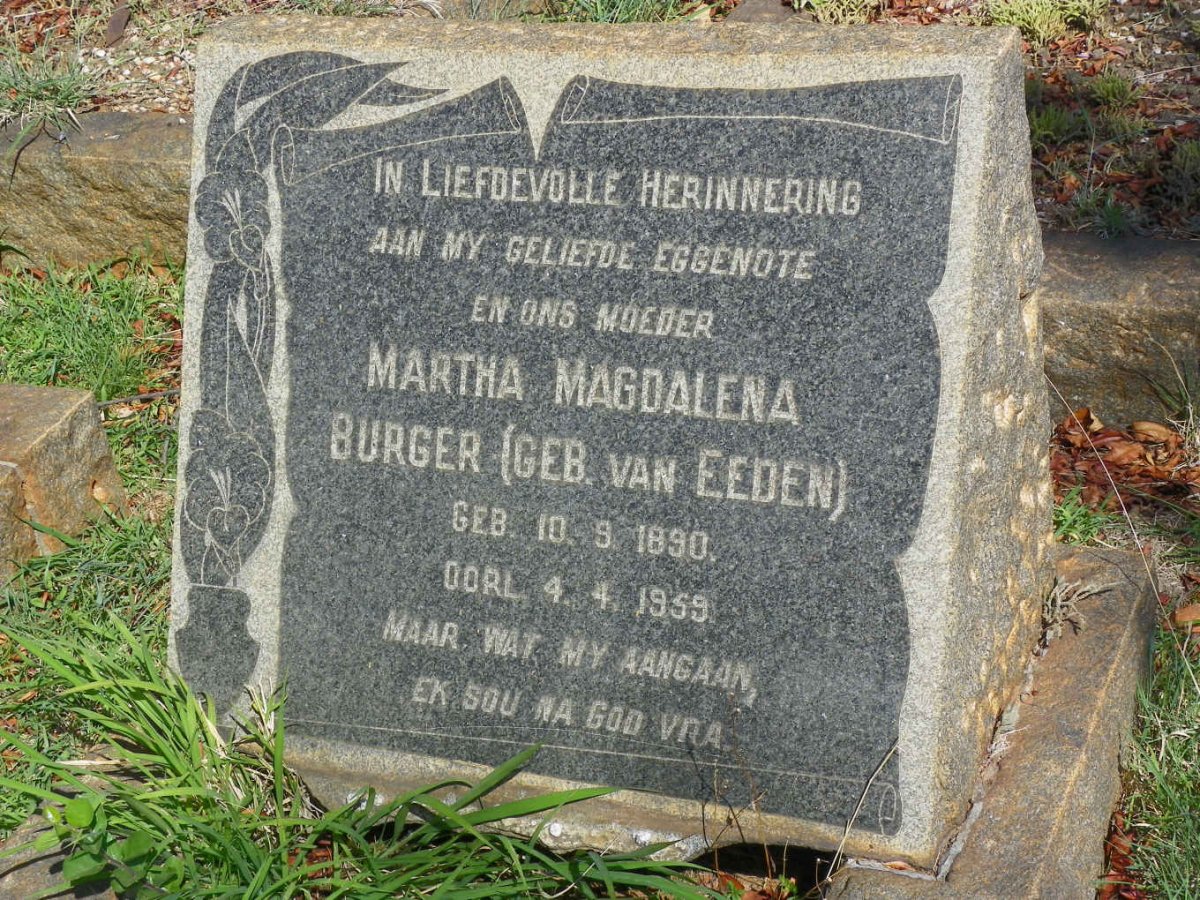 IN LIEFDEVOLLE HERINNERING
AAN MY GELIEFDE EGGENOTE
EN ONS MOEDER
MARTHA MAGDALENA
BURGER (GEB. VAN EEDEN)
GEB. 10. 9. 1890.
OORL. 4. 4. 1959.
MAAR WAT MY AANGAAN,
EK SOU NA GOD VRA.